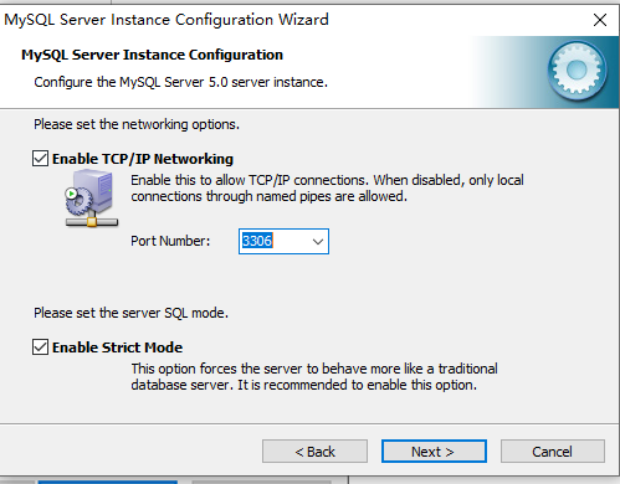 MySQL Server Instance Configuration Wizard
MySQL Server Instance Configuration
Configure the MySQL Server 5.0 server instance.
Please set the networking options.
Enable TCP/IP Networking
Enable this to allow TCP/IP connections. When disabled, only local
connections through named pipes are allowed.
Port Number: 3306
Please set the server SQL mode.
Enable Strict Mode
This option forces the server to behave more like a traditional
database server. It is recommended to enable this option.
< Back Next > Cancel